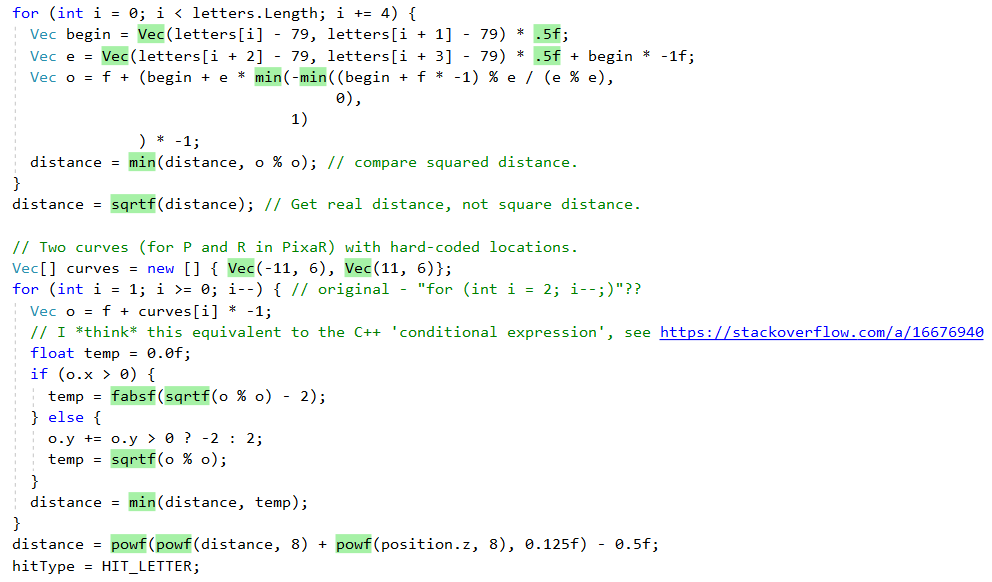 for (int i = 0; i < letters.Length; i += 4) {
Vec begin = Vec(letters[i] - 79, letters[i + 1] - 79) * .5f;
Vec e = Vec(letters[i + 2] - 79, letters[i + 3] - 79) * .5f + begin * -1f;
Vec o = f + (begin + e * min(-min((begin + f * -1) % e / (e % e),
0),
1)
) * -1;
distance = min(distance, o % o); // compare squared distance.
}
distance = sqrtf(distance); // Get real distance, not square distance.
// Two curves (for P and R in PixaR) with hard-coded locations.
Vec[] curves = new [] { Vec(-11, 6), Vec(11, 6)};
for (int i = 1; i >= 0; i--) { // original - "for (int i = 2; i--;)"??
Vec o = f + curves[i] * -1;
// I *think* this equivalent to the C++ 'conditional expression', see https://stackoverflow.com/a/16676940
float temp = 0.0f;
if (o.x > 0) {
temp = fabsf(sqrtf(o % o) - 2);
} else {
o.y += o.y > 0 ? -2 : 2;
temp = sqrtf(o % o);
}
distance = min(distance, temp);
}
distance = powf(powf(distance, 8) + powf(position.z, 8), 0.125f) - 0.5f;
hitType = HIT_LETTER;